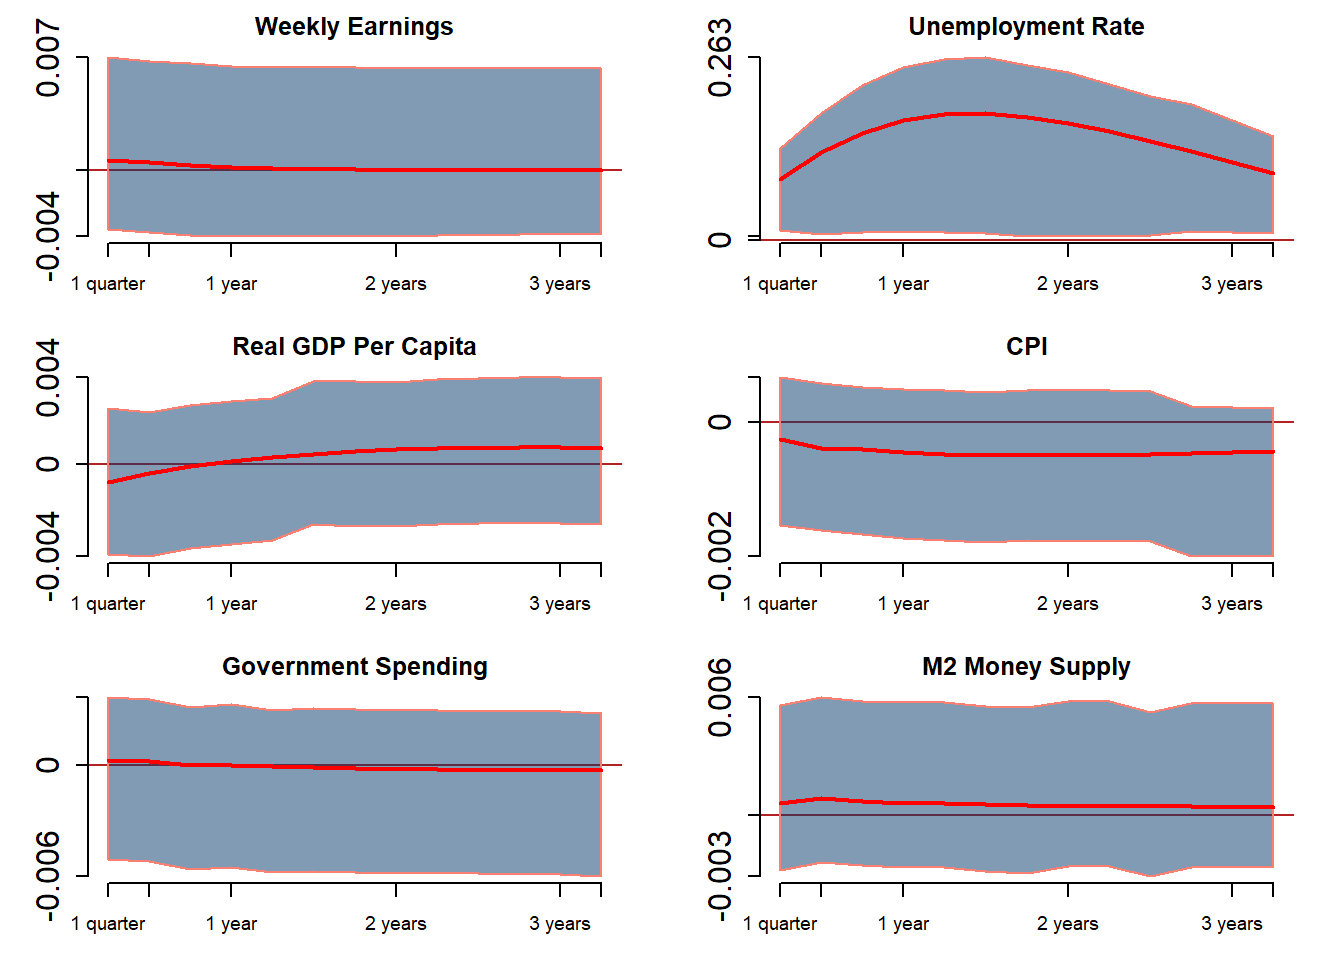 Weekly Earnings
0.007
-0.004
1 quarter 1 year 2 years 3 years
Unemployment Rate
0.263
0
1 quarter 1 year 2 years 3 years
Real GDP Per Capita
0.004
0
-0.004
1 quarter 1 year 2 years 3 years
CPI
0
-0.002
1 quarter 1 year 2 years 3 years
Government Spending
0
-0.006
1 quarter 1 year 2 years 3 years
M2 Money Supply
0.006
-0.003
1 quarter 1 year 2 years 3 years